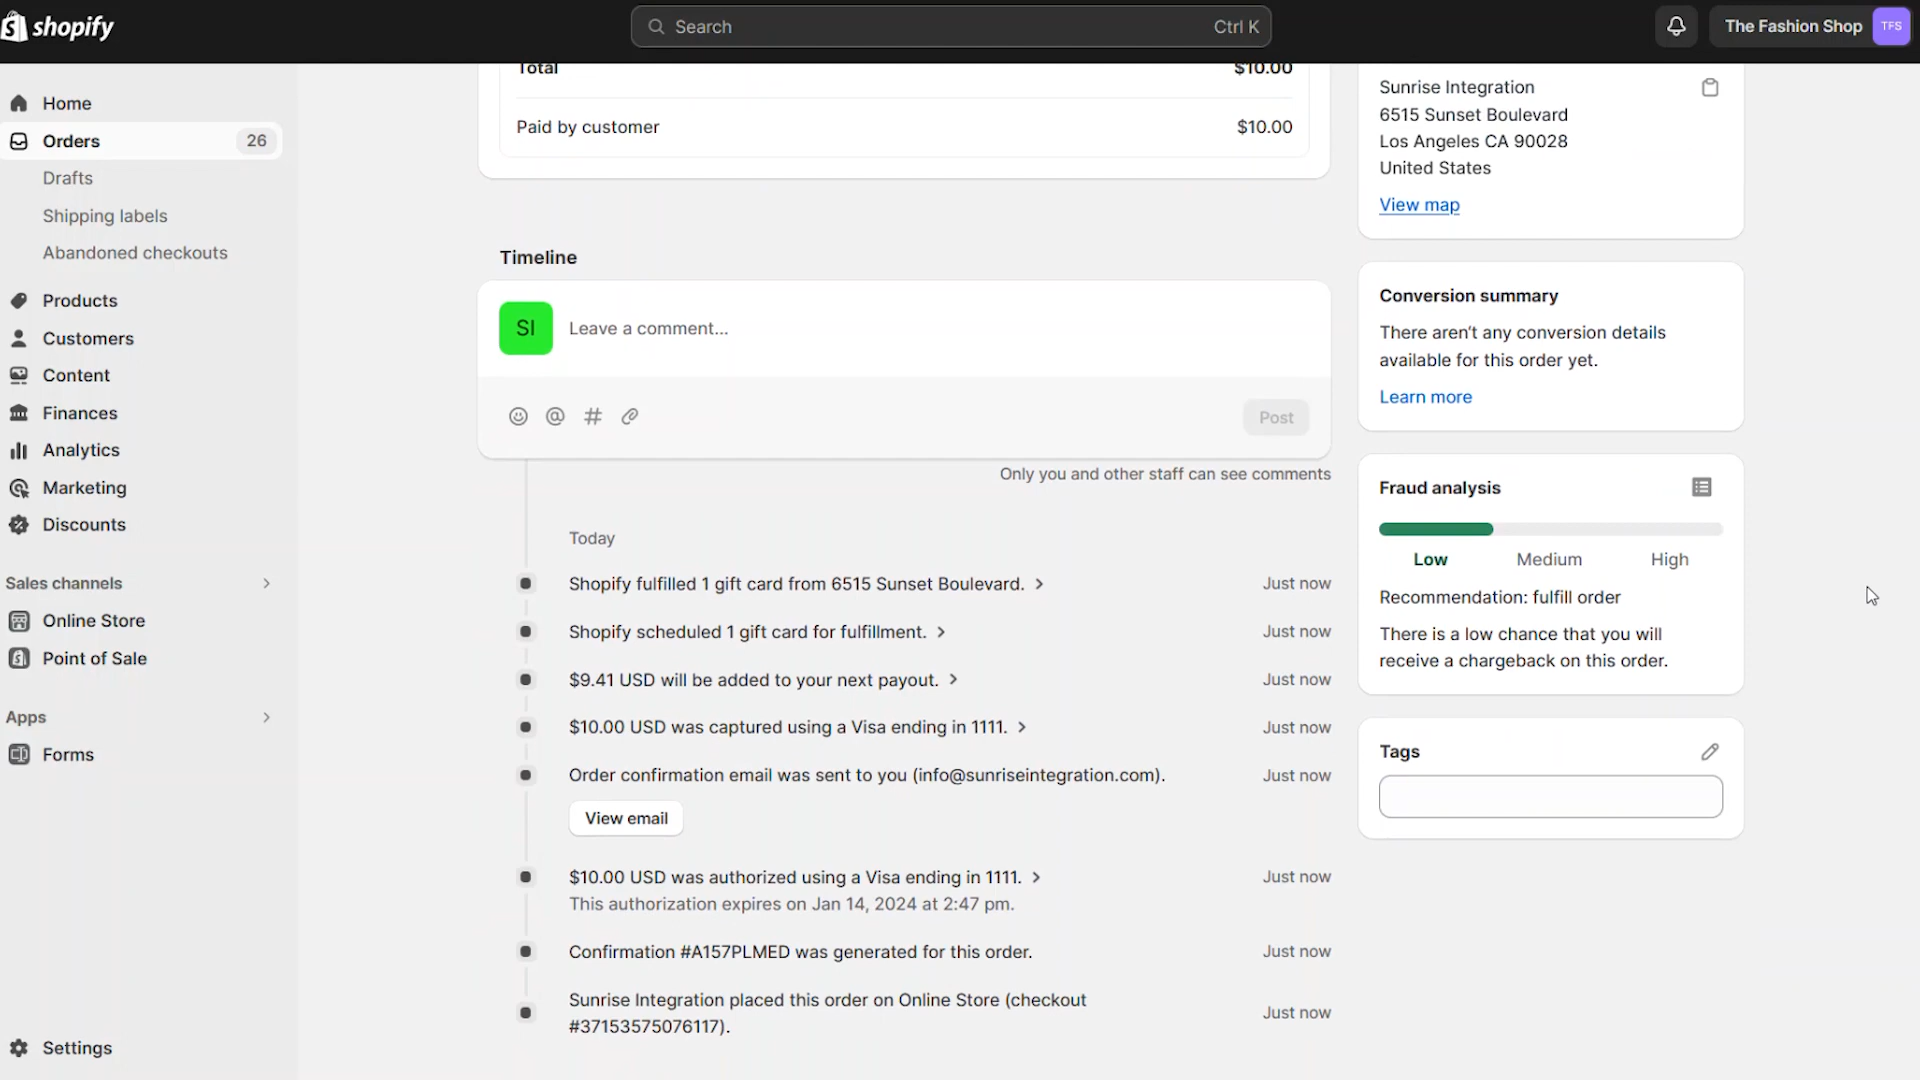 shopify
Search
Ctrl K
The Fashion Shop
TFS
Home
Orders
26
Drafts
Shipping labels
Abandoned checkouts
Products
Customers
Content
Finances
Analytics
Marketing
Discounts
Sales channels
Online Store
Point of Sale
Apps
Forms
Settings
Total
$10.00
Paid by customer
$10.00
Timeline
SI
Leave a comment...
Post
Only you and other staff can see comments
Today
Shopify fulfilled 1 gift card from 6515 Sunset Boulevard.
Just now
Shopify scheduled 1 gift card for fulfillment.
Just now
$9.41 USD will be added to your next payout.
Just now
$10.00 USD was captured using a Visa ending in 1111.
Just now
Order confirmation email was sent to you (info@sunriseintegration.com).
Just now
View email
$10.00 USD was authorized using a Visa ending in 1111.
Just now
This authorization expires on Jan 14, 2024 at 2:47 pm.
Confirmation #A157PLMED was generated for this order.
Just now
Sunrise Integration placed this order on Online Store (checkout
#37153575076117).
Just now
Sunrise Integration
6515 Sunset Boulevard
Los Angeles CA 90028
United States
View map
Conversion summary
There aren't any conversion details
available for this order yet.
Learn more
Fraud analysis
Low
Medium
High
Recommendation: fulfill order
There is a low chance that you will
receive a chargeback on this order.
Tags